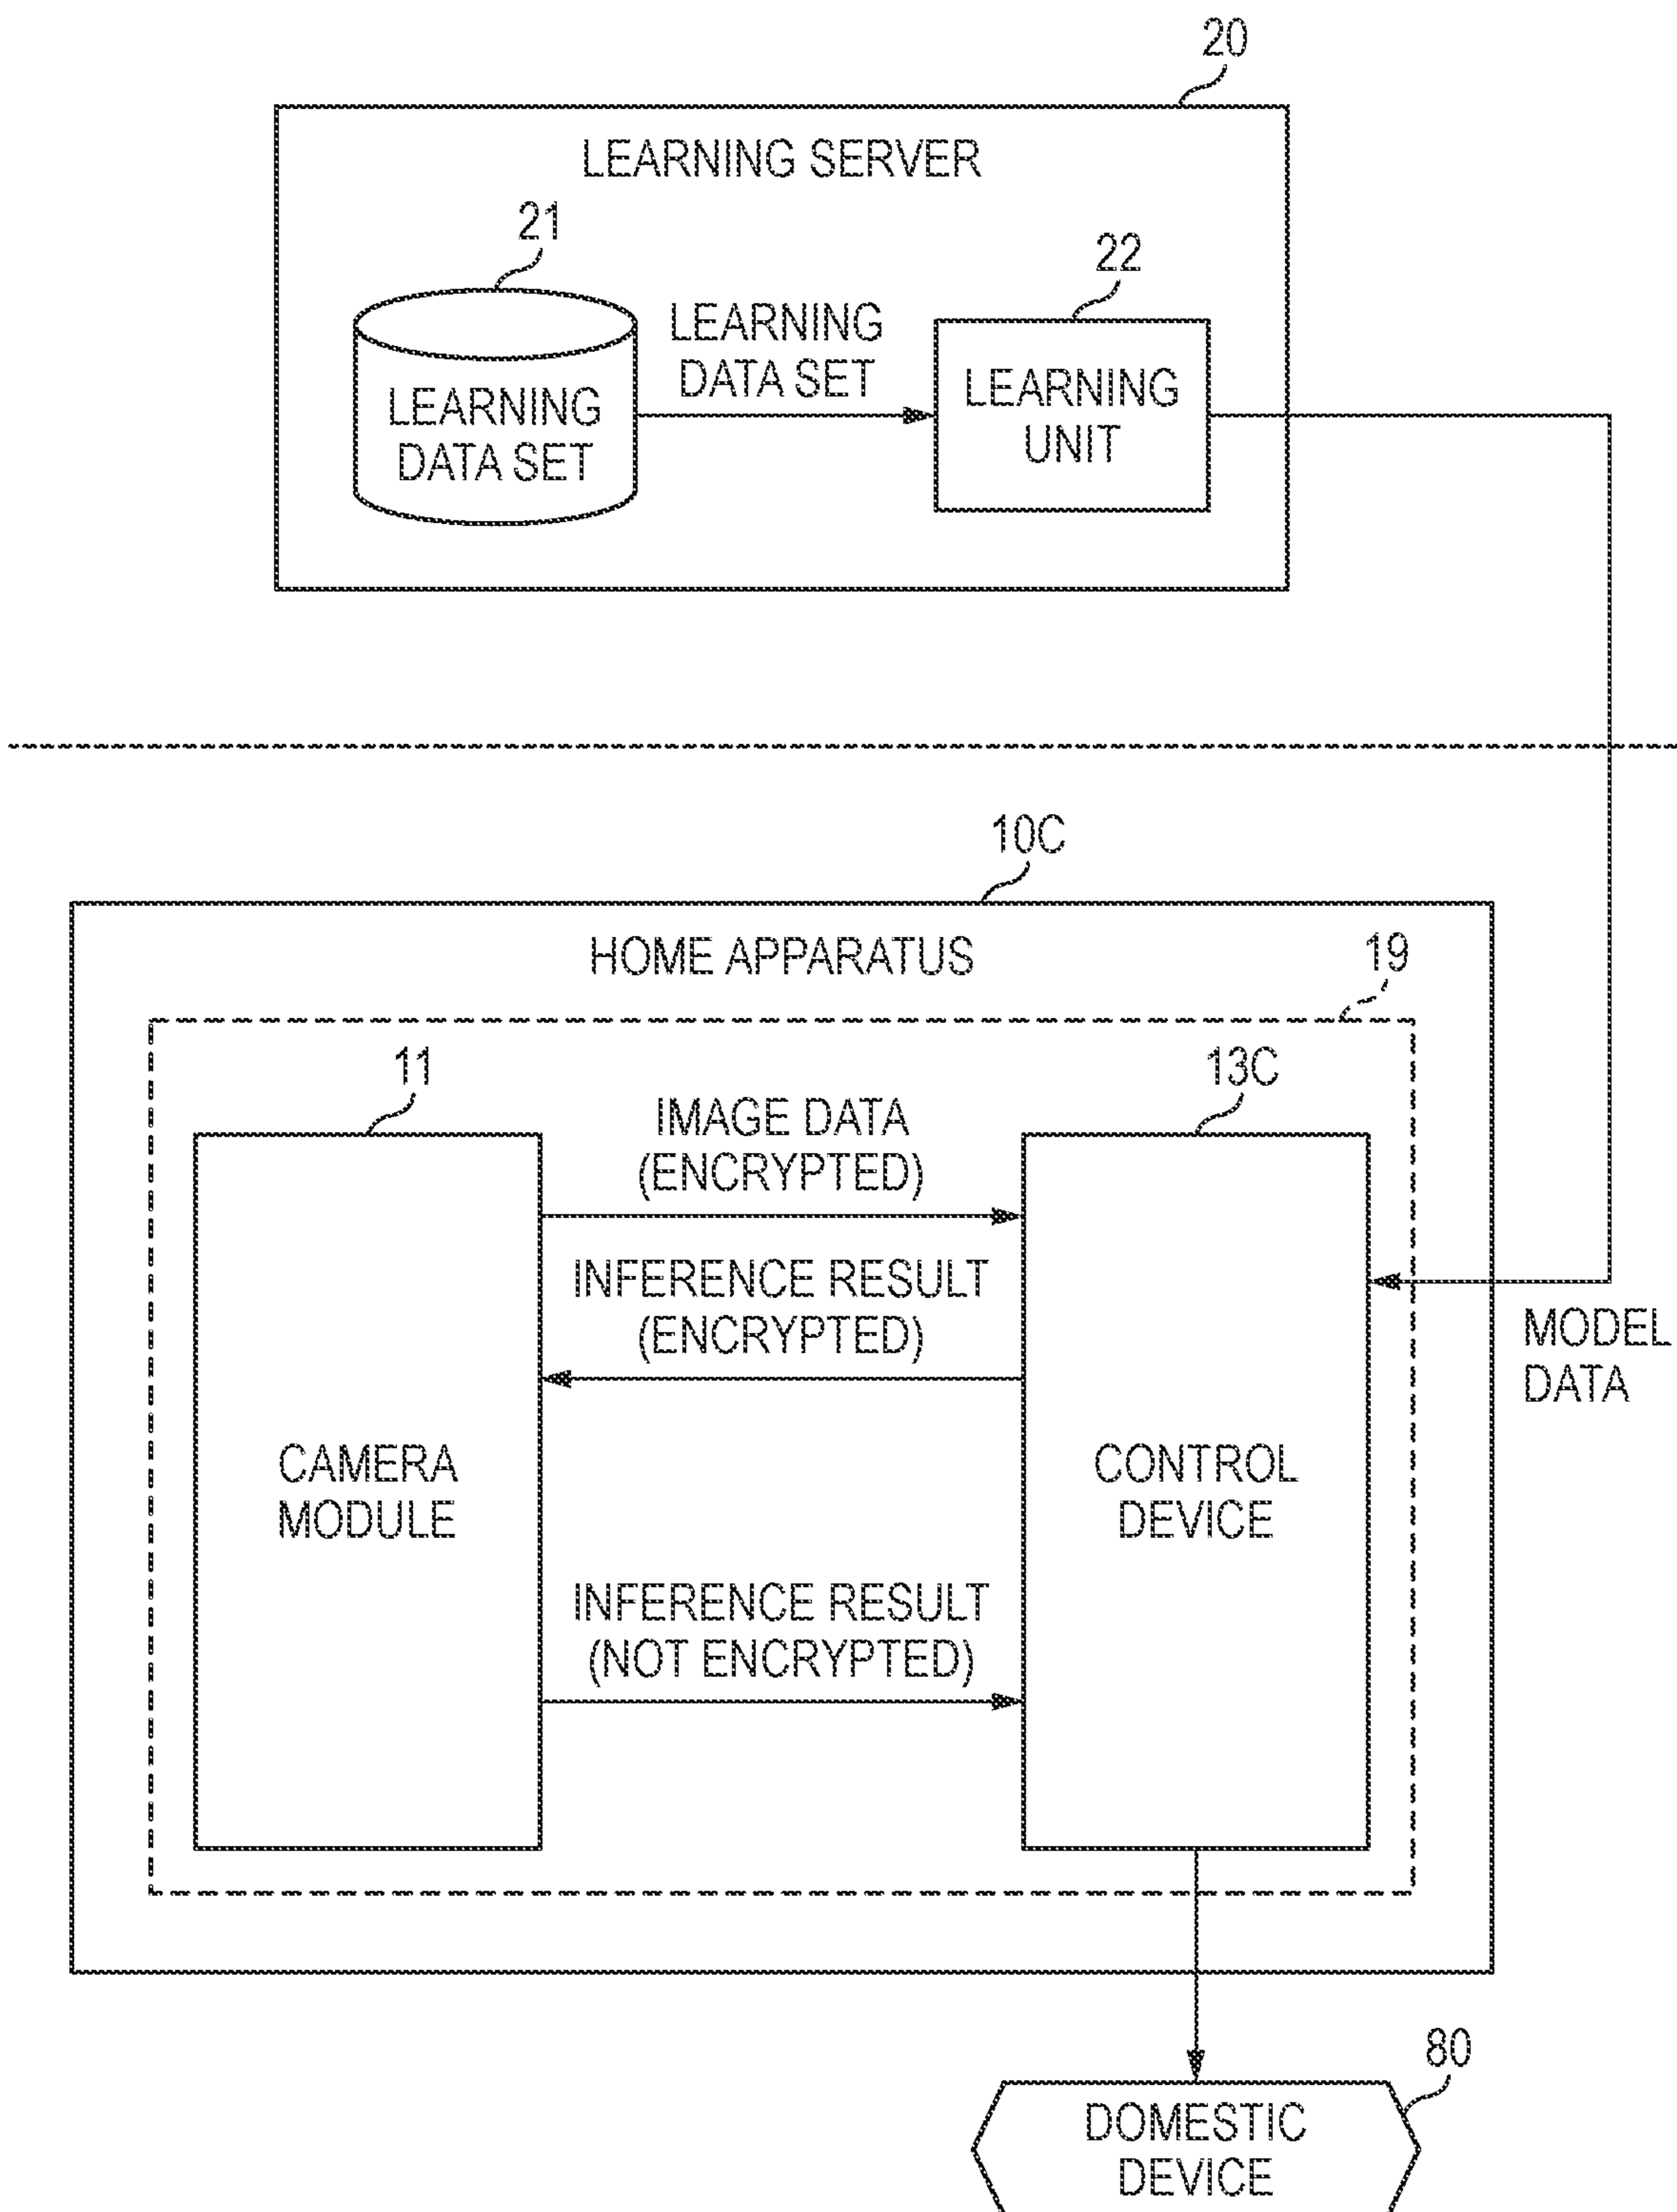 20
LEARNING SERVER
21
22
LEARNING
DATA SET
LEARNING
DATA SET
LEARNING
UNIT
10C
HOME APPARATUS
19
11
13C
IMAGE DATA
(ENCRYPTED)
INFERENCE RESULT
(ENCRYPTED)
MODEL
DATA
CAMERA
MODULE
CONTROL
DEVICE
INFERENCE RESULT
(NOT ENCRYPTED)
80
DOMESTIC
DEVICE